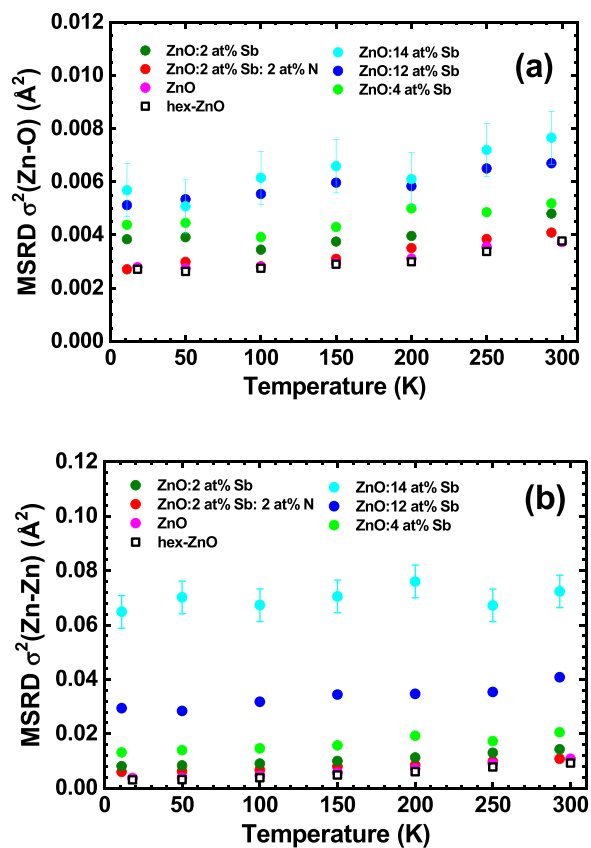 0.012
0.010
0.008
0.006
0.004
0.002
0.000
MSRD σ²(Zn-O) (Å²)
ZnO:2 at% Sb
ZnO:2 at% Sb: 2 at% N
ZnO
hex-ZnO
ZnO:14 at% Sb
ZnO:12 at% Sb
ZnO:4 at% Sb
(a)
0 50 100 150 200 250 300
Temperature (K)
0.12
0.10
0.08
0.06
0.04
0.02
0.00
MSRD σ²(Zn-Zn) (Å²)
ZnO:2 at% Sb
ZnO:2 at% Sb: 2 at% N
ZnO
hex-ZnO
ZnO:14 at% Sb
ZnO:12 at% Sb
ZnO:4 at% Sb
(b)
0 50 100 150 200 250 300
Temperature (K)